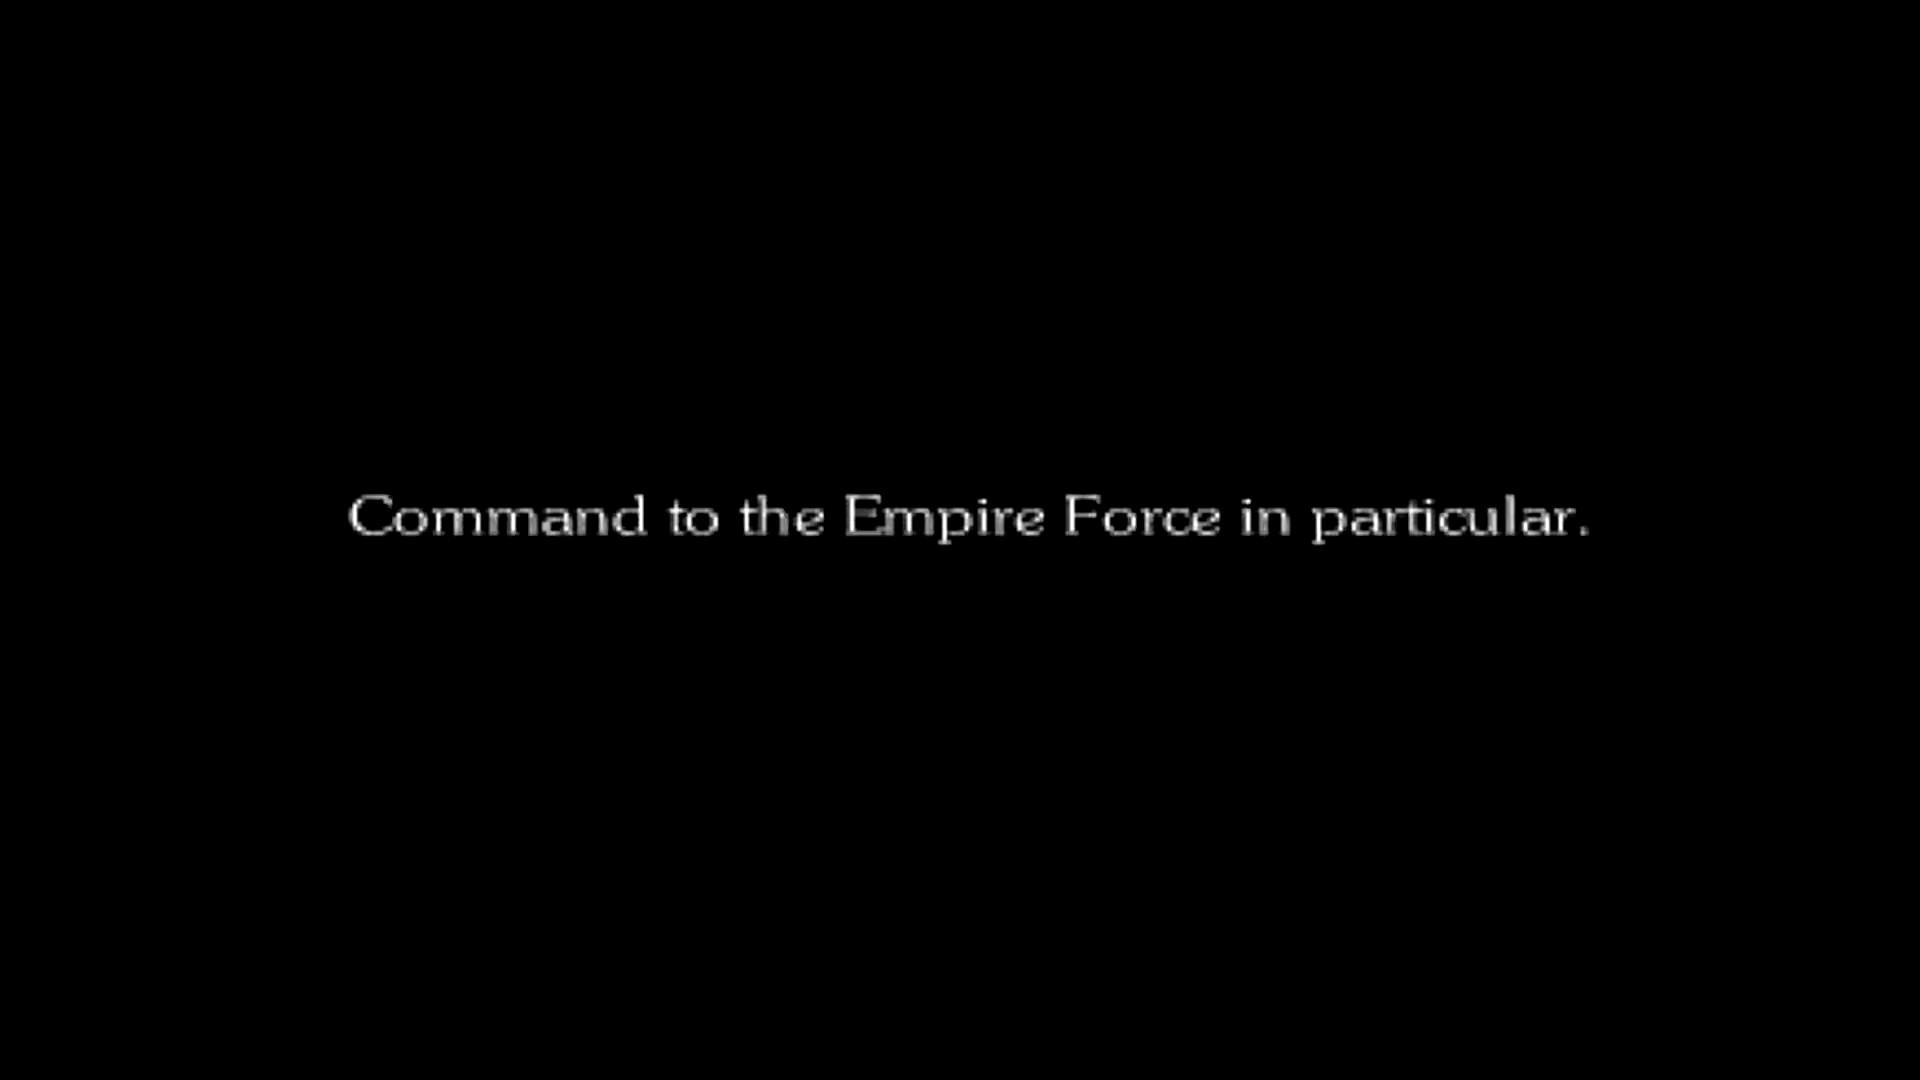 Command to the Empire Force in particular.